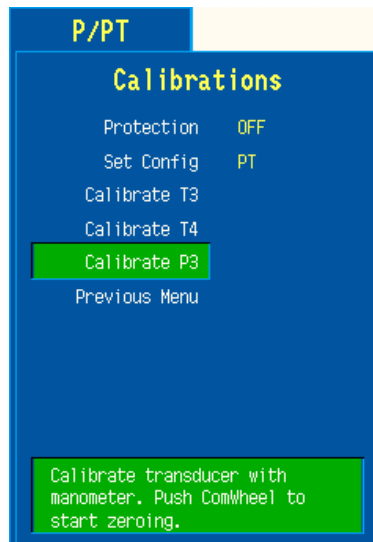 P/PT
Calibrations
Protection OFF
Set Config PT
Calibrate T3
Calibrate T4
Calibrate P3
Previous Menu
Calibrate transducer with
manometer. Push ComWheel to
start zeroing.